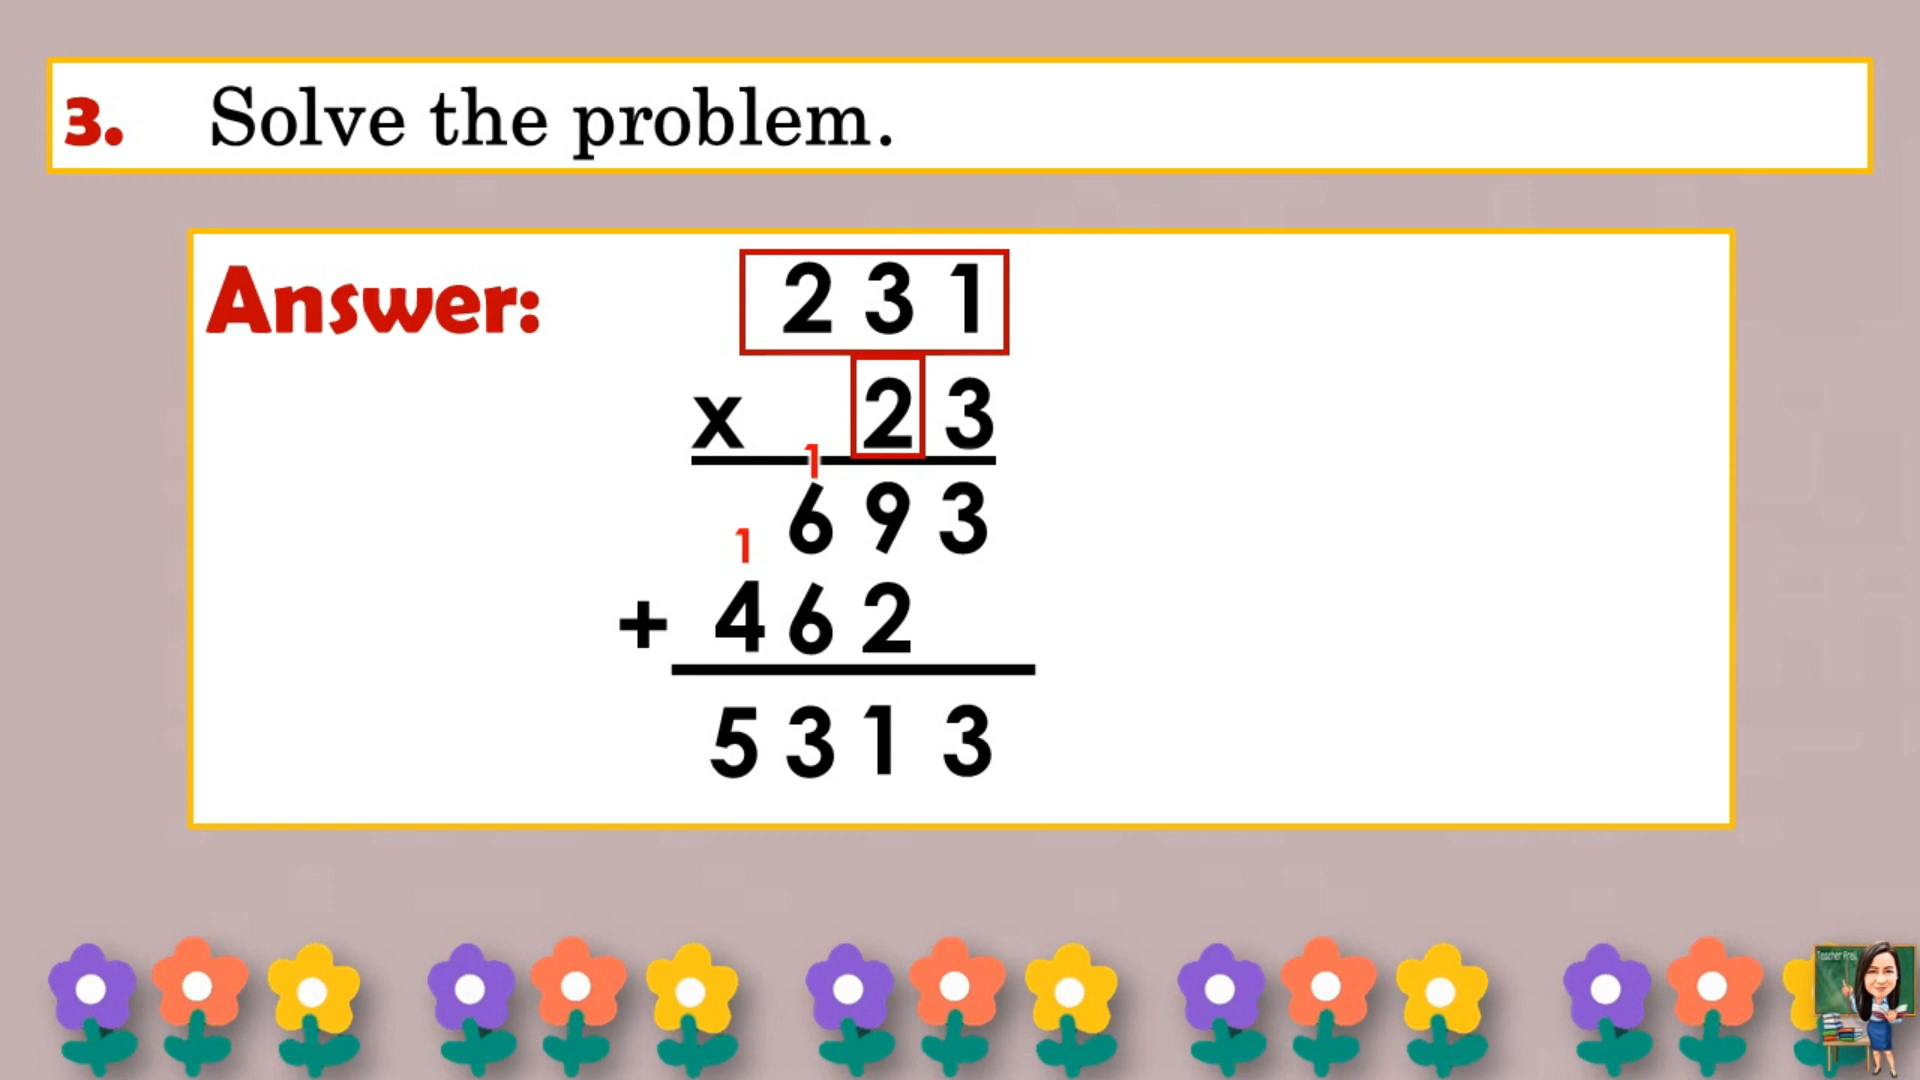 3. Solve the problem.
Answer:
2 3 1
x 2 3
1
6 9 3
1
+ 4 6 2
5 3 1 3
Teacher